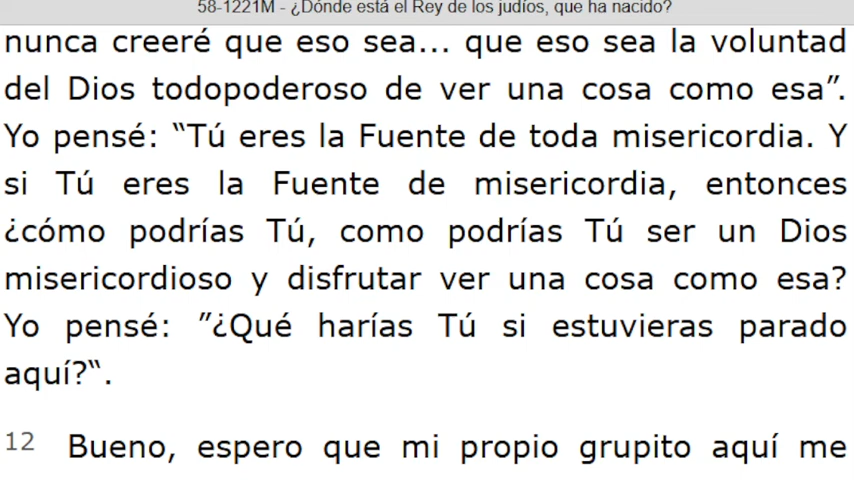 58-1221M - ¿Dónde está el Rey de los judíos, que ha nacido?
nunca creeré que eso sea... que eso sea la voluntad
del Dios todopoderoso de ver una cosa como esa”.
Yo pensé: “Tú eres la Fuente de toda misericordia. Y
si Tú eres la Fuente de misericordia, entonces
¿cómo podrías Tú, como podrías Tú ser un Dios
misericordioso y disfrutar ver una cosa como esa?
Yo pensé: ”¿Qué harías Tú si estuvieras parado
aquí?“.
12 Bueno, espero que mi propio grupito aquí me